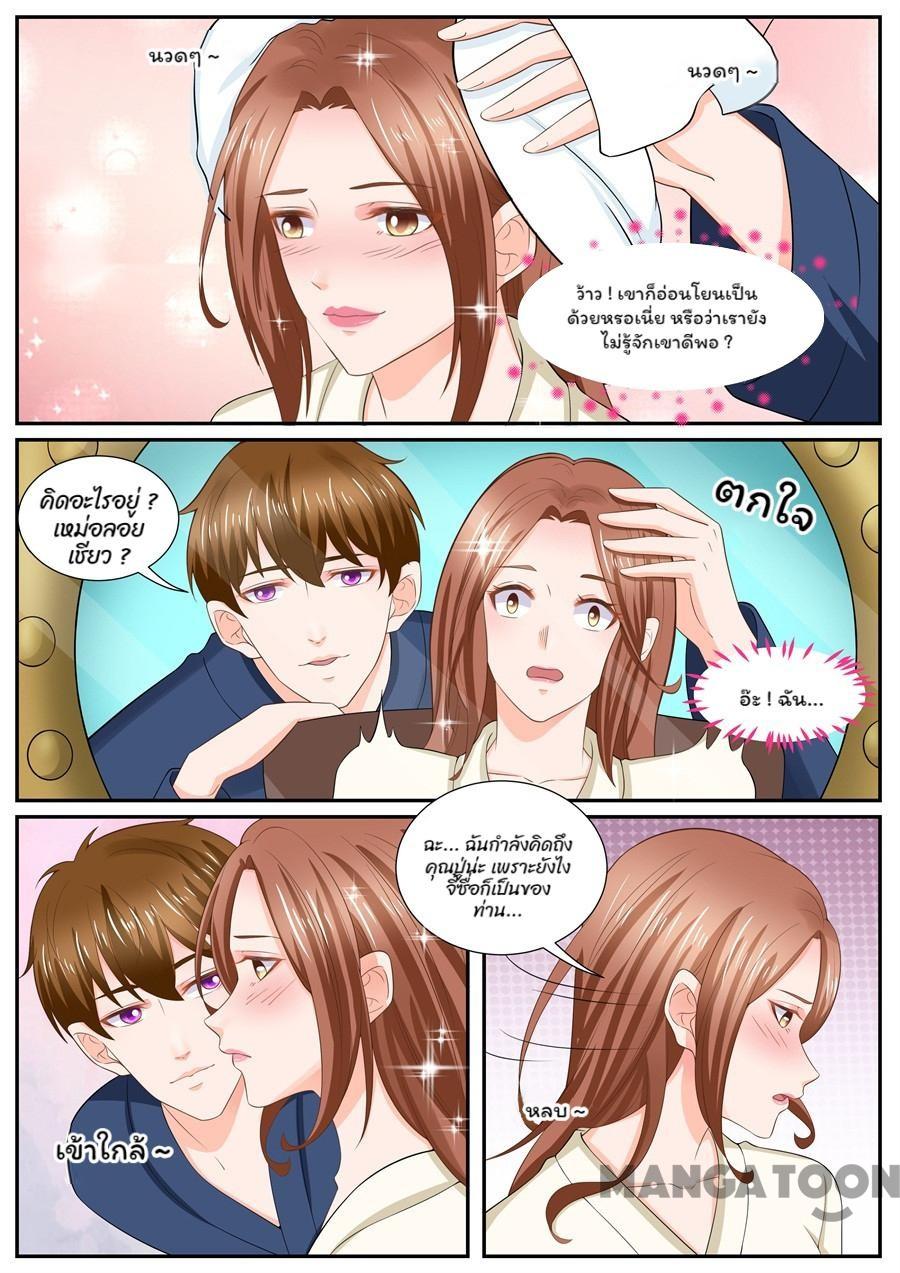 นวดๆ ~
นวดๆ ~
ว้าว ! เขาก็อ่อนโยนเป็น
ด้วยหรอเนี่ย หรือว่าเรายัง
ไม่รู้จักเขาดีพอ ?
คิดอะไรอยู่ ?
เหม่อลอย
เชียว ?
ตกใจ
อ๊ะ ! ฉัน...
ฉะ... ฉันกำลังคิดถึง
คุณปู่น่ะ เพราะยังไง
จี้ซื่อก็เป็นของ
ท่าน...
เข้าใกล้ ~
หลบ ~
MANGATOON